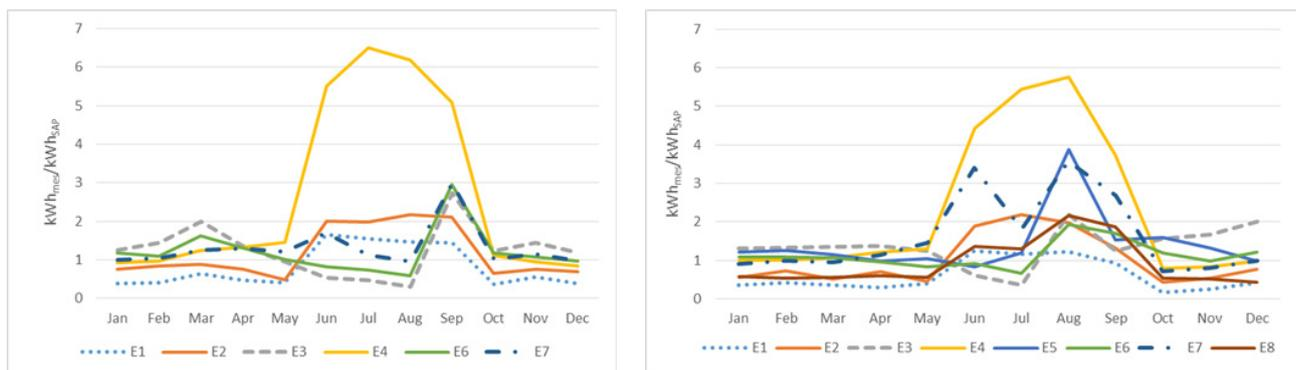 7
6
5
4
3
2
1
0
kWhmes/kWhSAP
Jan Feb Mar Apr May Jun Jul Aug Sep Oct Nov Dec
E1 E2 E3 E4 E6 E7
7
6
5
4
3
2
1
0
kWhmes/kWhSAP
Jan Feb Mar Apr May Jun Jul Aug Sep Oct Nov Dec
E1 E2 E3 E4 E5 E6 E7 E8